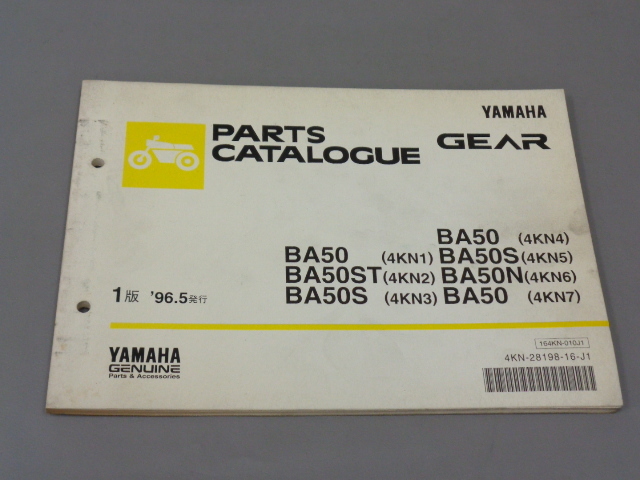 YAMAHA
PARTS
CATALOGUE
GEAR
BA50 (4KN1)
BA50ST (4KN2)
BA50S (4KN3)
BA50 (4KN4)
BA50S (4KN5)
BA50N (4KN6)
BA50 (4KN7)
1版 '96.5発行
YAMAHA
GENUINE
Parts & Accessories
164KN-010J1
4KN-28198-16-J1